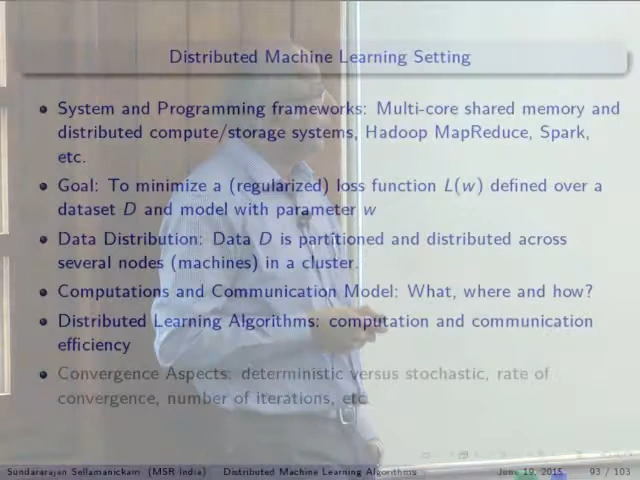 Distributed Machine Learning Setting
System and Programming frameworks: Multi-core shared memory and
distributed compute/storage systems, Hadoop MapReduce, Spark,
etc.
Goal: To minimize a (regularized) loss function L(w) defined over a
dataset D and model with parameter w
Data Distribution: Data D is partitioned and distributed across
several nodes (machines) in a cluster.
Computations and Communication Model: What, where and how?
Distributed Learning Algorithms: computation and communication
efficiency
Convergence Aspects: deterministic versus stochastic, rate of
convergence, number of iterations, etc
Sundararajan Sellamanickam (MSR India) Distributed Machine Learning Algorithms June 19, 2015 93 / 103